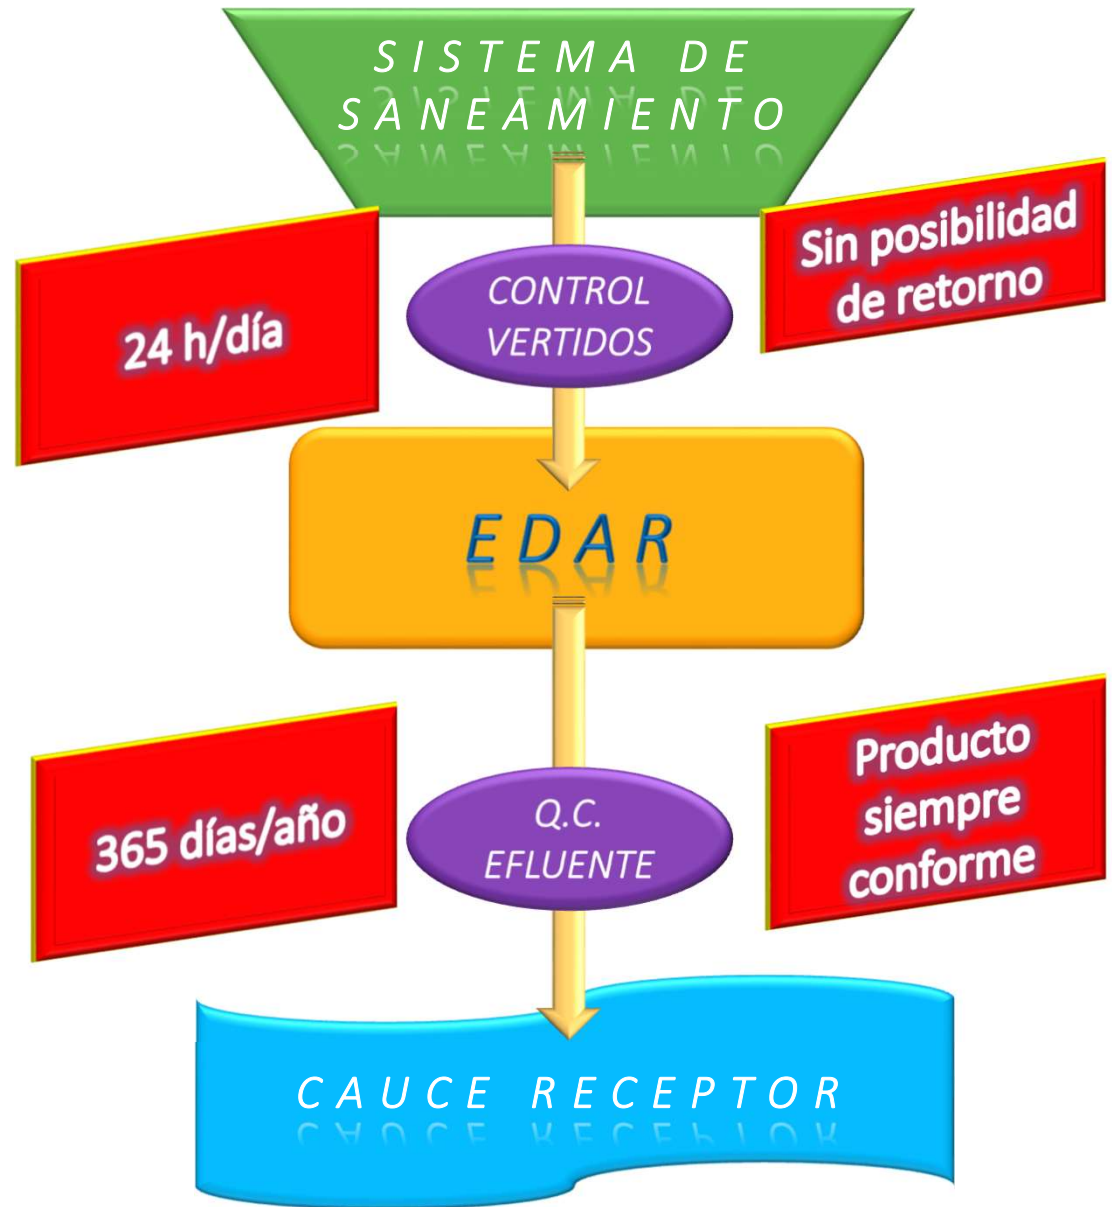 SISTEMA DE
SANEAMIENTO
Sin posibilidad
de retorno
24 h/día
CONTROL
VERTIDOS
EDAR
Producto
siempre
conforme
365 días/año
Q.C.
EFLUENTE
CAUCE RECEPTOR